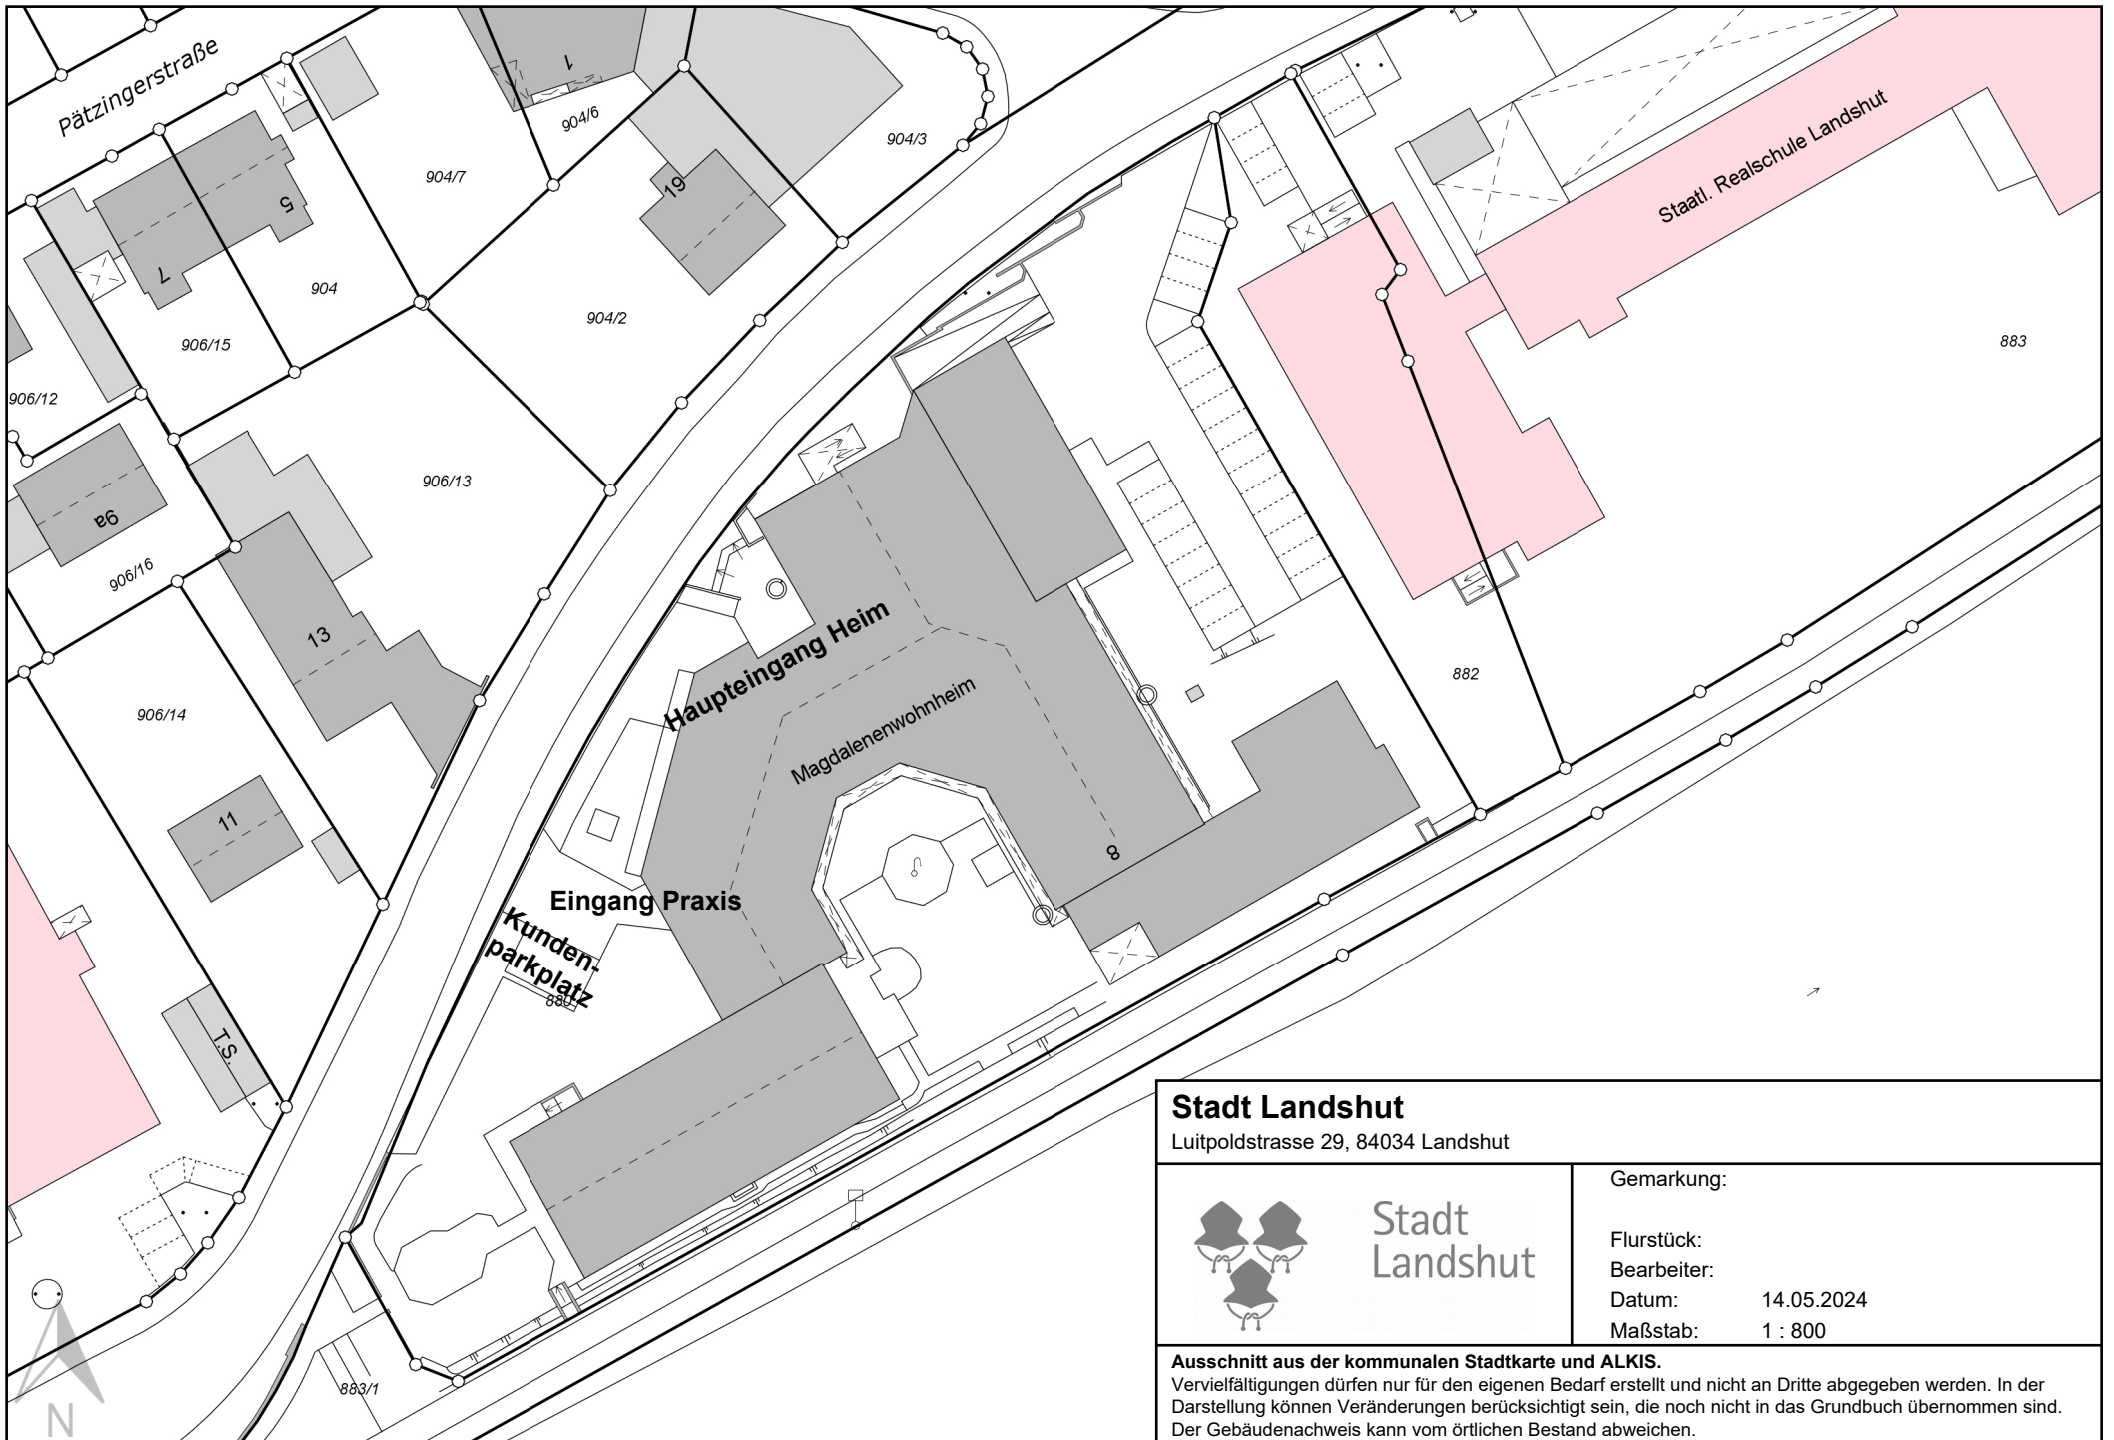 Pätzingerstraße
1
904/6
904/3
19
904/7
5
7
904
906/15
904/2
Staatl. Realschule Landshut
883
906/12
906/13
9a
906/16
13
Haupteingang Heim
Magdalenenwohnheim
882
906/14
11
8
Eingang Praxis
Kunden-
parkplatz
880
T.S.
883/1
N
Stadt Landshut
Luitpoldstrasse 29, 84034 Landshut
Stadt
Landshut
Gemarkung:
Flurstück:
Bearbeiter:
Datum: 14.05.2024
Maßstab: 1 : 800
Ausschnitt aus der kommunalen Stadtkarte und ALKIS.
Vervielfältigungen dürfen nur für den eigenen Bedarf erstellt und nicht an Dritte abgegeben werden. In der
Darstellung können Veränderungen berücksichtigt sein, die noch nicht in das Grundbuch übernommen sind.
Der Gebäudenachweis kann vom örtlichen Bestand abweichen.